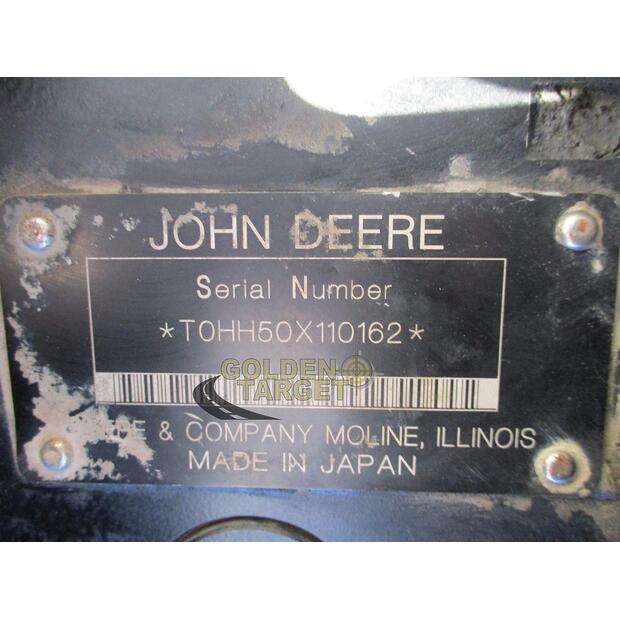 JOHN DEERE
Serial Number
*T0HH50X110162*
GOLDEN
TARGET
& COMPANY MOLINE, ILLINOIS
MADE IN JAPAN